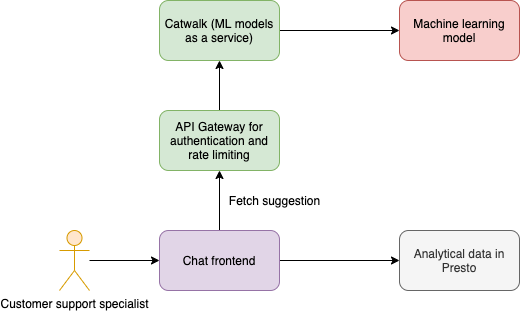 Catwalk (ML models
as a service)
Machine learning
model
API Gateway for
authentication and
rate limiting
Fetch suggestion
Chat frontend
Analytical data in
Presto
Customer support specialist